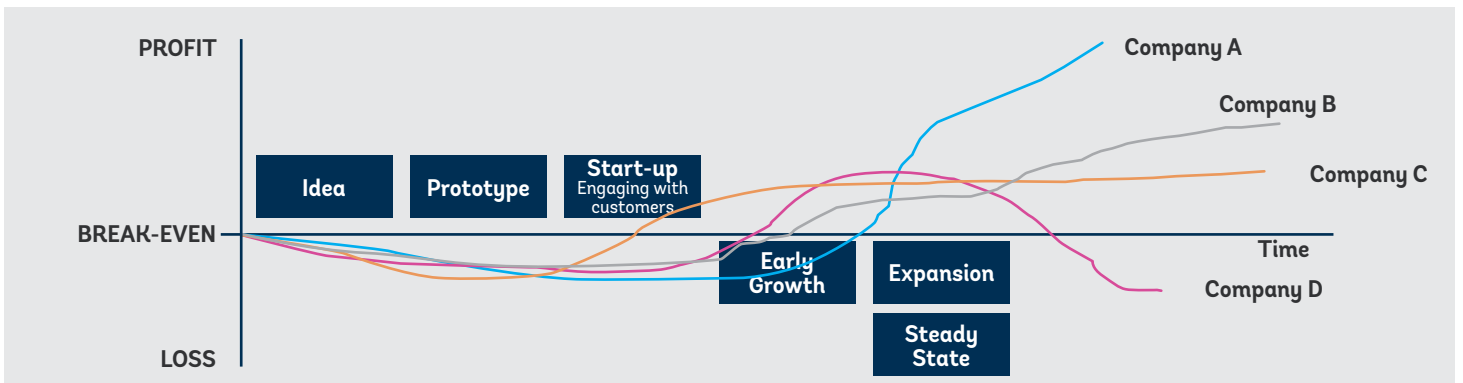 PROFIT
Company A
Company B
Start-up
Idea
Prototype
Engaging with
customers
Company C
BREAK-EVEN
Time
Early
Growth
Expansion
Company D
Steady
State
LOSS